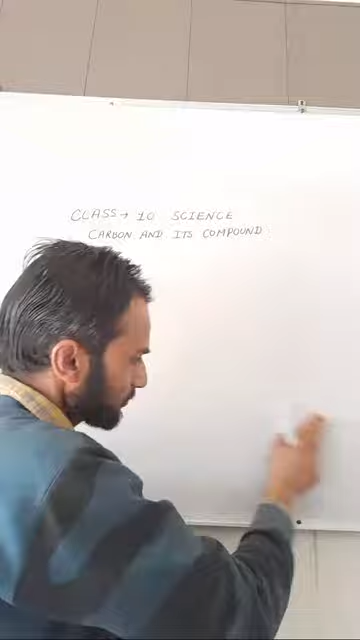 CLASS → 10 SCIENCE
CARBON AND ITS COMPOUND